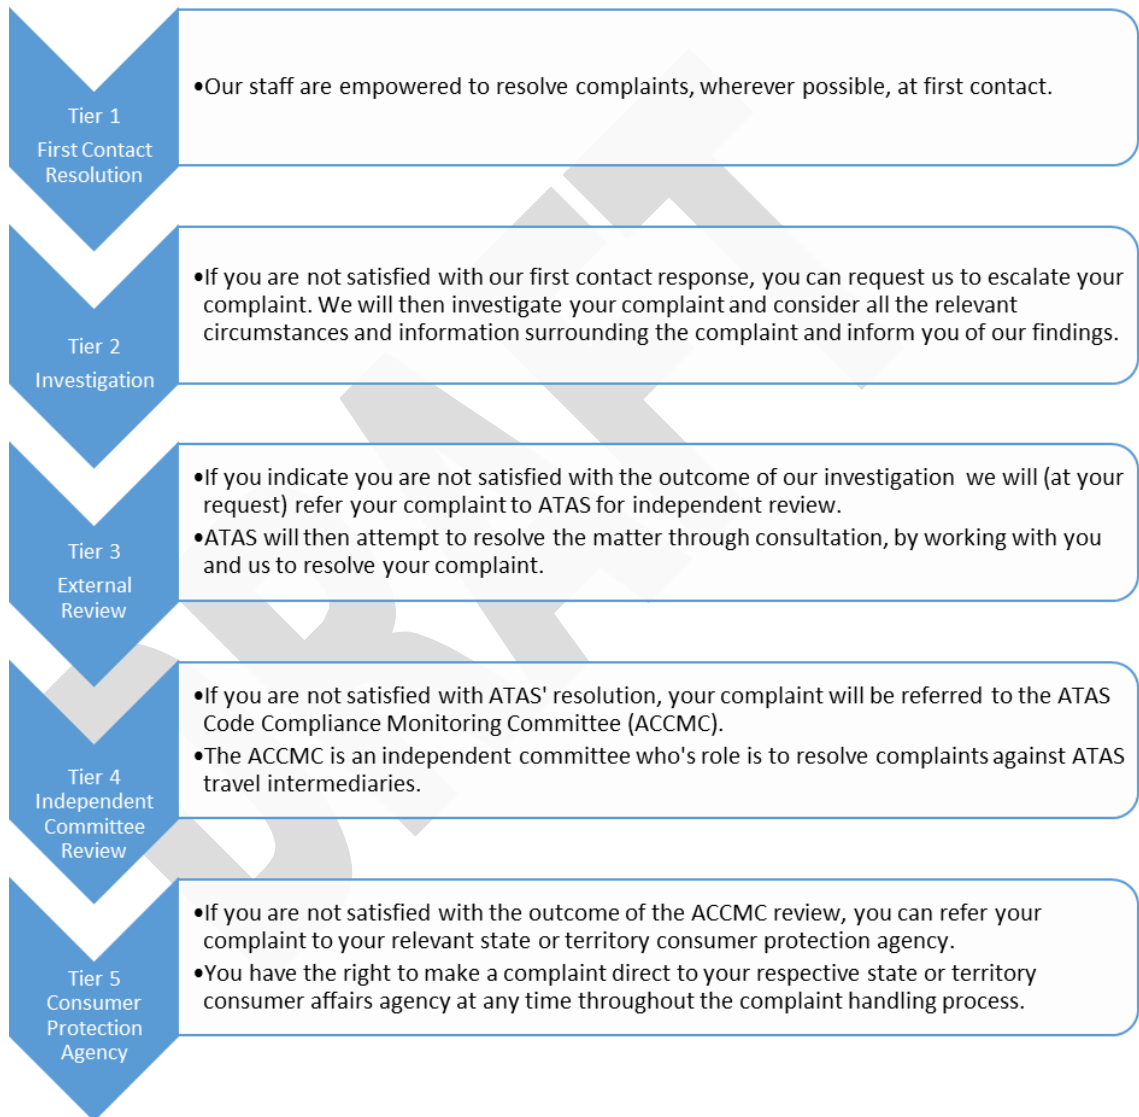 Tier 1
First Contact
Resolution
•Our staff are empowered to resolve complaints, wherever possible, at first contact.
Tier 2
Investigation
•If you are not satisfied with our first contact response, you can request us to escalate your
complaint. We will then investigate your complaint and consider all the relevant
circumstances and information surrounding the complaint and inform you of our findings.
Tier 3
External
Review
•If you indicate you are not satisfied with the outcome of our investigation we will (at your
request) refer your complaint to ATAS for independent review.
•ATAS will then attempt to resolve the matter through consultation, by working with you
and us to resolve your complaint.
Tier 4
Independent
Committee
Review
•If you are not satisfied with ATAS' resolution, your complaint will be referred to the ATAS
Code Compliance Monitoring Committee (ACCMC).
•The ACCMC is an independent committee who's role is to resolve complaints against ATAS
travel intermediaries.
Tier 5
Consumer
Protection
Agency
•If you are not satisfied with the outcome of the ACCMC review, you can refer your
complaint to your relevant state or territory consumer protection agency.
•You have the right to make a complaint direct to your respective state or territory
consumer affairs agency at any time throughout the complaint handling process.
DRAFT